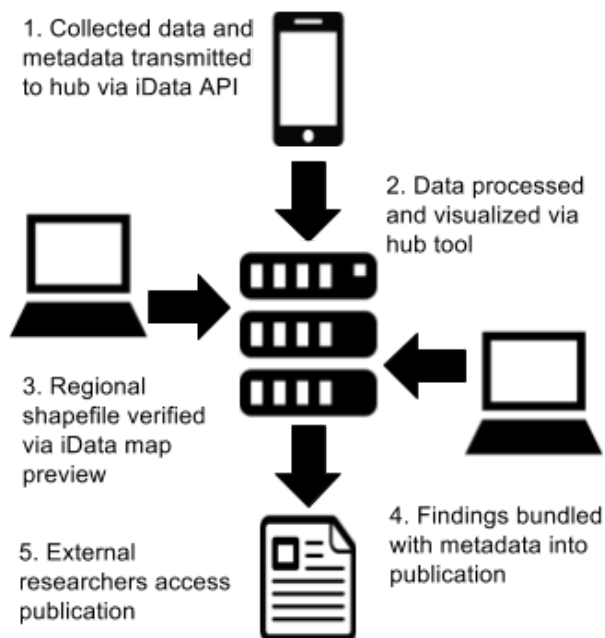 1. Collected data and
metadata transmitted
to hub via iData API
2. Data processed
and visualized via
hub tool
3. Regional
shapefile verified
via iData map
preview
4. Findings bundled
with metadata into
publication
5. External
researchers access
publication